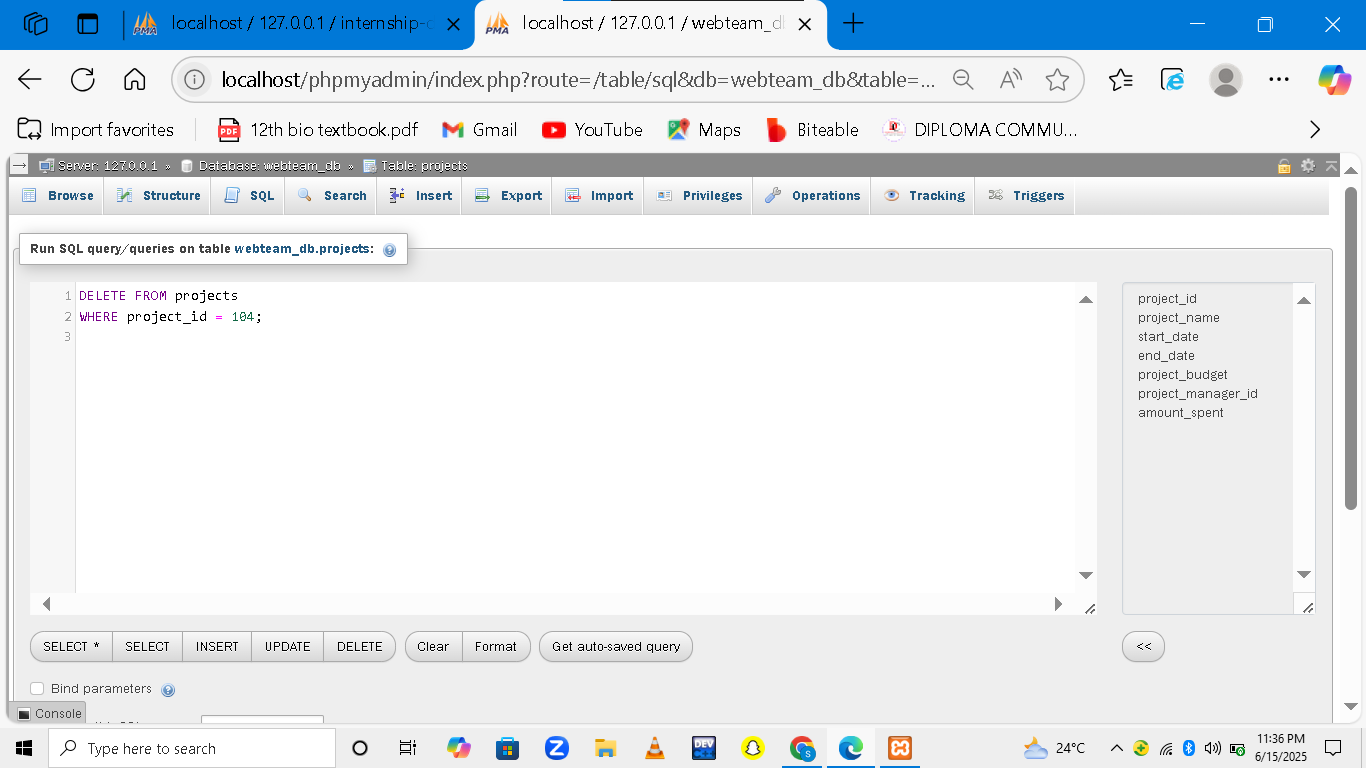 localhost / 127.0.0.1 / internship-
localhost / 127.0.0.1 / webteam_d
localhost/phpmyadmin/index.php?route=/table/sql&db=webteam_db&table=...
Import favorites
PDF 12th bio textbook.pdf
Gmail
YouTube
Maps
Biteable
DIPLOMA COMMU...
Server: 127.0.0.1 » Database: webteam_db » Table: projects
Browse Structure SQL Search Insert Export Import Privileges Operations Tracking Triggers
Run SQL query/queries on table webteam_db.projects:
1 DELETE FROM projects
2 WHERE project_id = 104;
3
project_id
project_name
start_date
end_date
project_budget
project_manager_id
amount_spent
SELECT * SELECT INSERT UPDATE DELETE Clear Format Get auto-saved query <<
Bind parameters
Console
Type here to search
24°C
11:36 PM
6/15/2025